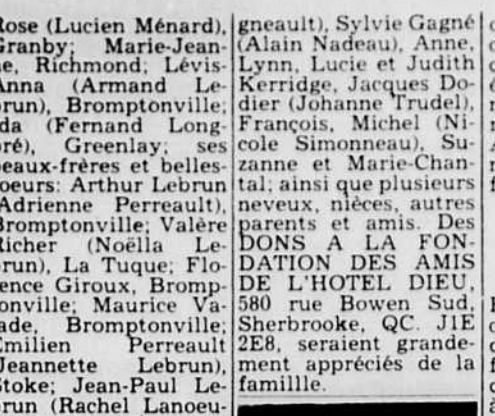 Rose (Lucien Ménard),
Granby; Marie-Jean-
ne, Richmond; Lévis-
Anna (Armand Le-
brun), Bromptonville;
Ida (Fernand Long-
pré), Greenlay; ses
beaux-frères et belles-
soeurs: Arthur Lebrun
(Adrienne Perreault),
Bromptonville; Valère
Richer (Noëlla Le-
brun), La Tuque; Flo-
rence Giroux, Bromp-
tonville; Maurice Va-
lade, Bromptonville;
Emilien Perreault
(Jeannette Lebrun),
Stoke; Jean-Paul Le-
brun (Rachel Lanoeu-
gneault), Sylvie Gagné
(Alain Nadeau), Anne,
Lynn, Lucie et Judith
Kerridge, Jacques Do-
dier (Johanne Trudel),
François, Michel (Ni-
cole Simonneau), Su-
zanne et Marie-Chan-
tal; ainsi que plusieurs
neveux, nièces, autres
parents et amis. Des
DONS A LA FON-
DATION DES AMIS
DE L'HOTEL DIEU,
580 rue Bowen Sud,
Sherbrooke, QC. J1E
2E8, seraient grande-
ment appréciés de la
famillle.